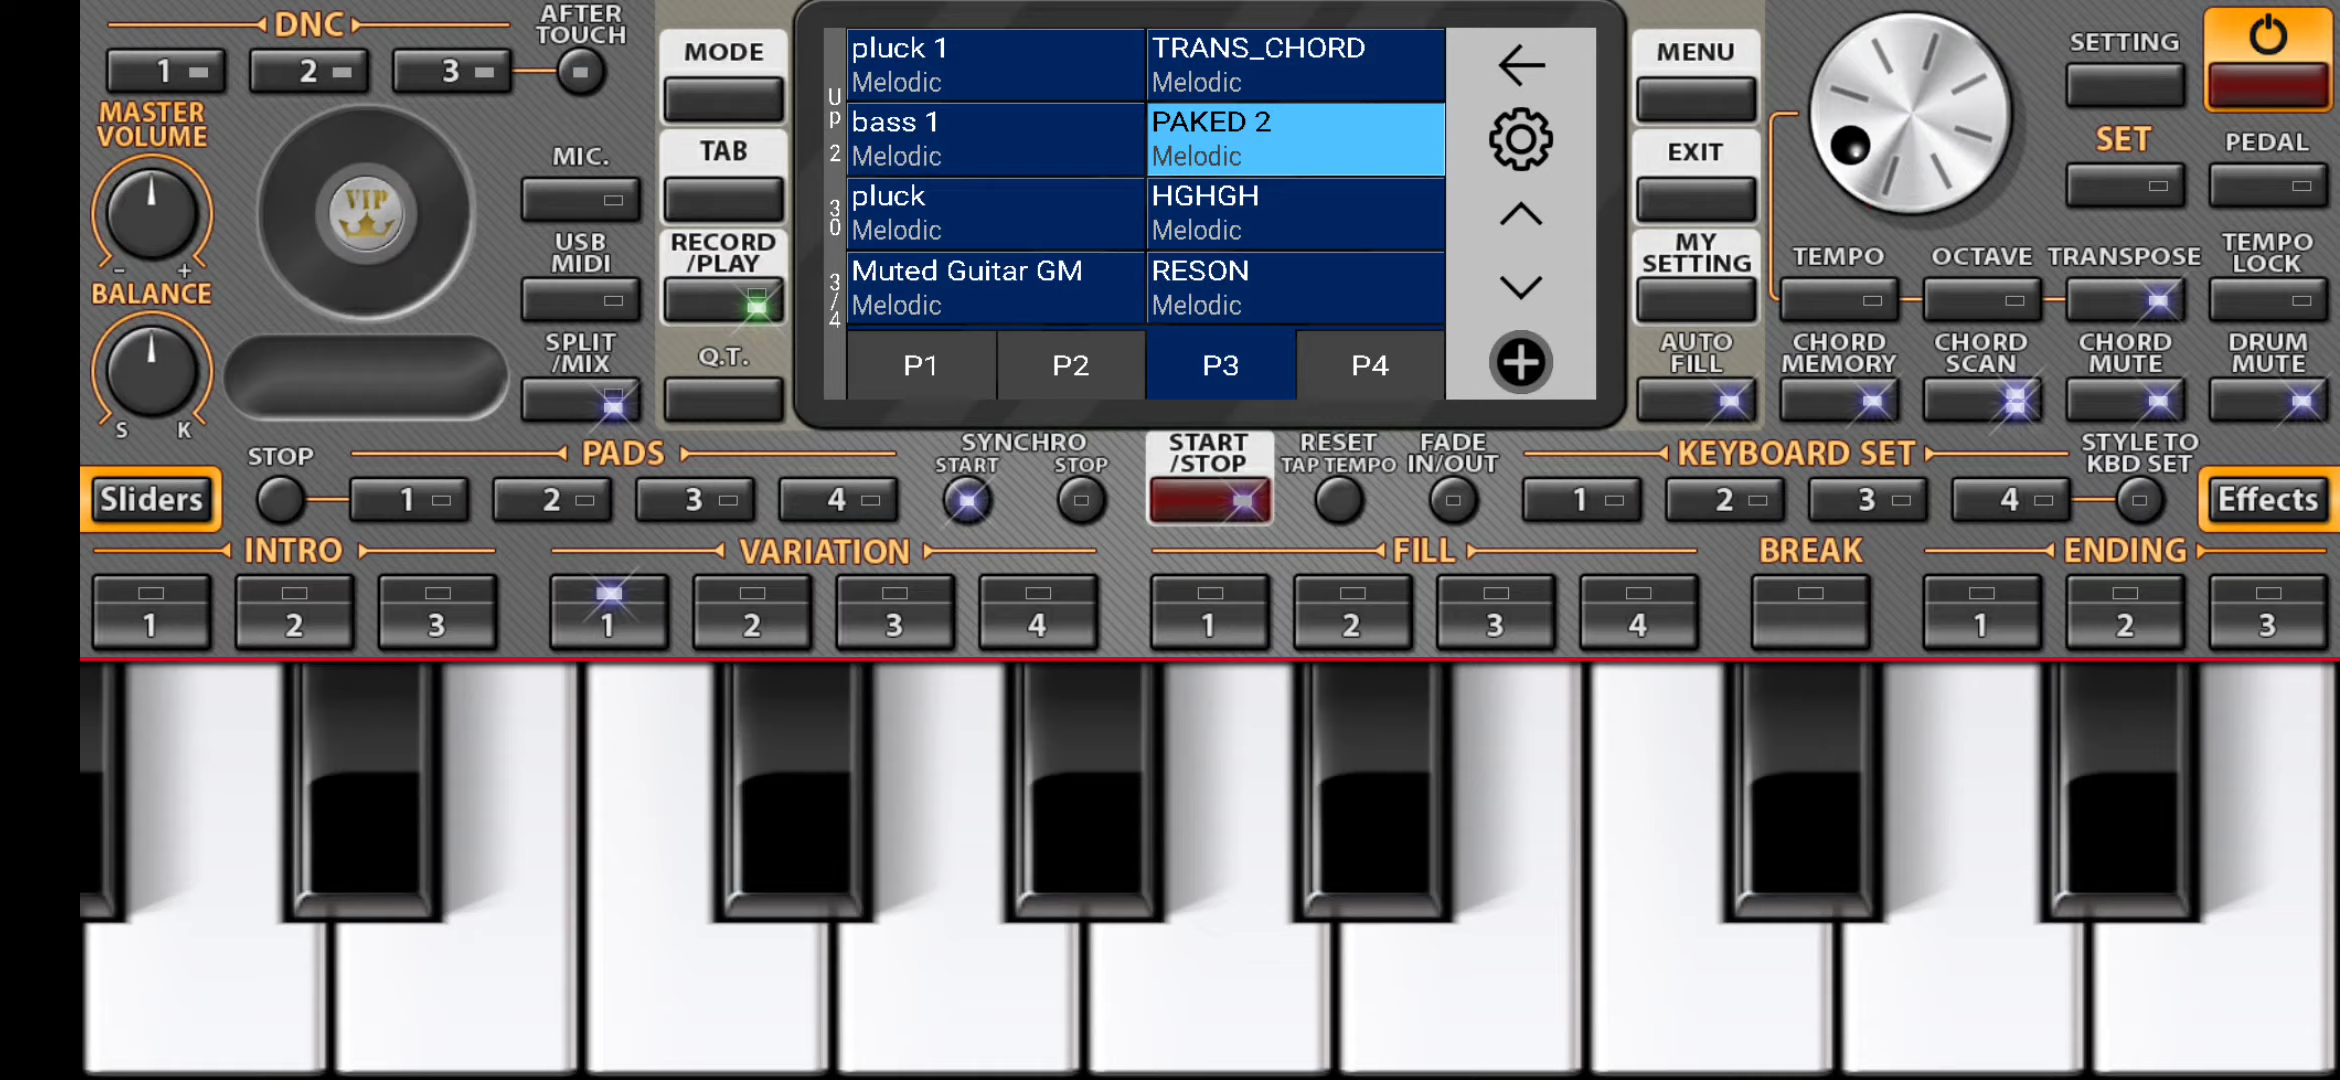 DNC
1
2
3
AFTER
TOUCH
MASTER
VOLUME
- +
BALANCE
S K
VIP
MIC.
USB
MIDI
SPLIT
/MIX
MODE
TAB
RECORD
/PLAY
Q.T.
Up 2
30
3/4
pluck 1
Melodic
TRANS_CHORD
Melodic
bass 1
Melodic
PAKED 2
Melodic
pluck
Melodic
HGHGH
Melodic
Muted Guitar GM
Melodic
RESON
Melodic
P1
P2
P3
P4
MENU
EXIT
MY
SETTING
AUTO
FILL
SETTING
SET
PEDAL
TEMPO
OCTAVE
TRANSPOSE
TEMPO
LOCK
CHORD
MEMORY
CHORD
SCAN
CHORD
MUTE
DRUM
MUTE
Sliders
STOP
PADS
1
2
3
4
SYNCHRO
START
STOP
START
/STOP
RESET
TAP TEMPO
FADE
IN/OUT
KEYBOARD SET
1
2
3
4
STYLE TO
KBD SET
Effects
INTRO
1
2
3
VARIATION
1
2
3
4
FILL
1
2
3
4
BREAK
ENDING
1
2
3